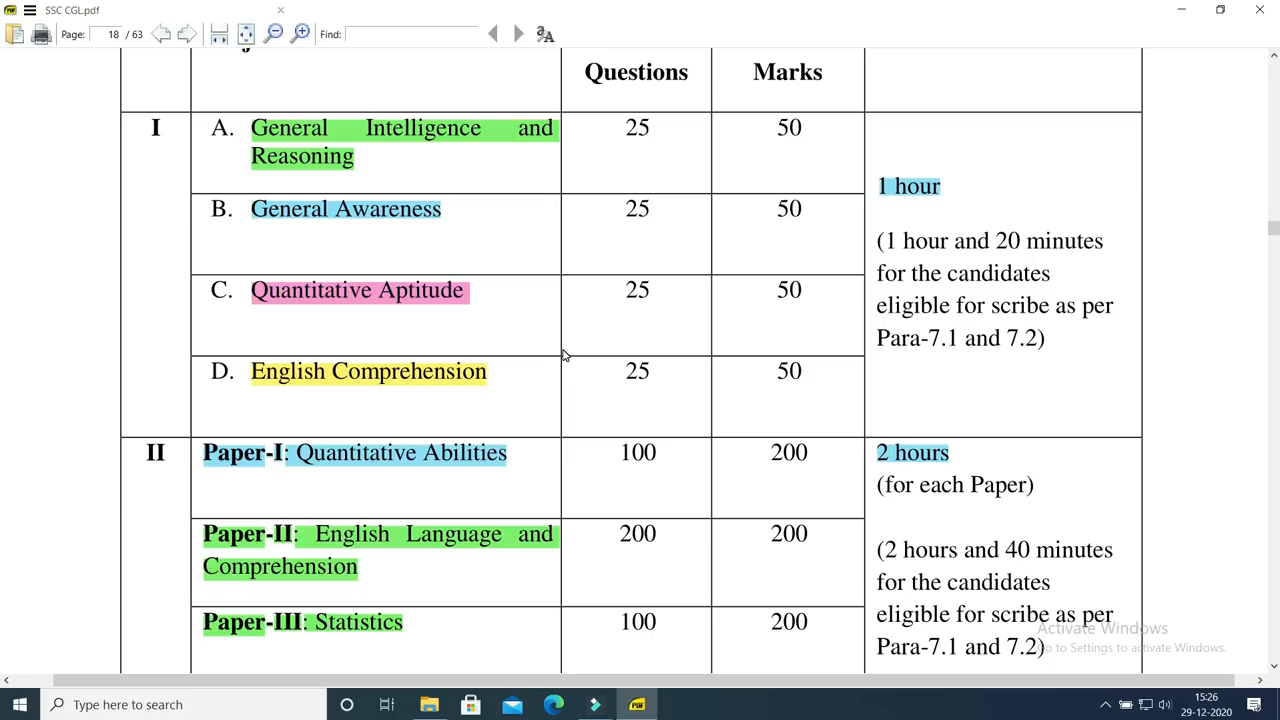 SSC CGL.pdf
Page: 18 / 63 Find:
Questions Marks
I A. General Intelligence and 25 50
Reasoning
1 hour
B. General Awareness 25 50
(1 hour and 20 minutes
for the candidates
C. Quantitative Aptitude 25 50
eligible for scribe as per
Para-7.1 and 7.2)
D. English Comprehension 25 50
II Paper-I: Quantitative Abilities 100 200 2 hours
(for each Paper)
Paper-II: English Language and 200 200
Comprehension
(2 hours and 40 minutes
for the candidates
eligible for scribe as per
Paper-III: Statistics 100 200
Para-7.1 and 7.2)
Activate Windows
Go to Settings to activate Windows.
Type here to search
15:26
29-12-2020